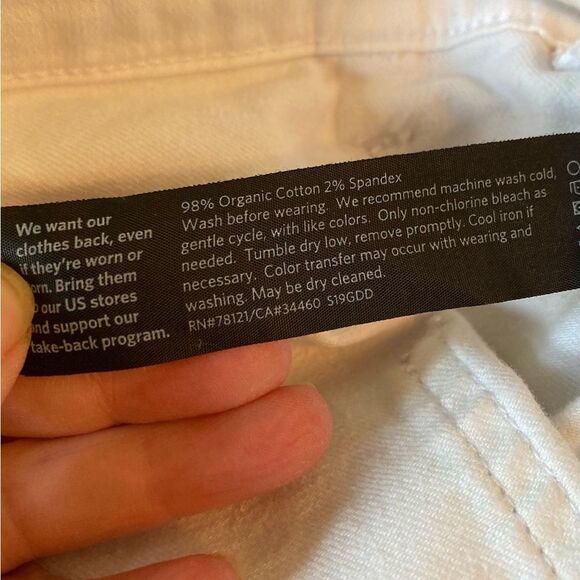 We want our
clothes back, even
if they're worn or
Bring them
our US stores
and support our
take-back program.
98% Organic Cotton 2% Spandex
Wash before wearing. We recommend machine wash cold,
gentle cycle, with like colors. Only non-chlorine bleach as
needed. Tumble dry low, remove promptly. Cool iron if
necessary. Color transfer may occur with wearing and
washing. May be dry cleaned.
RN#78121/CA#34460 S19GDD